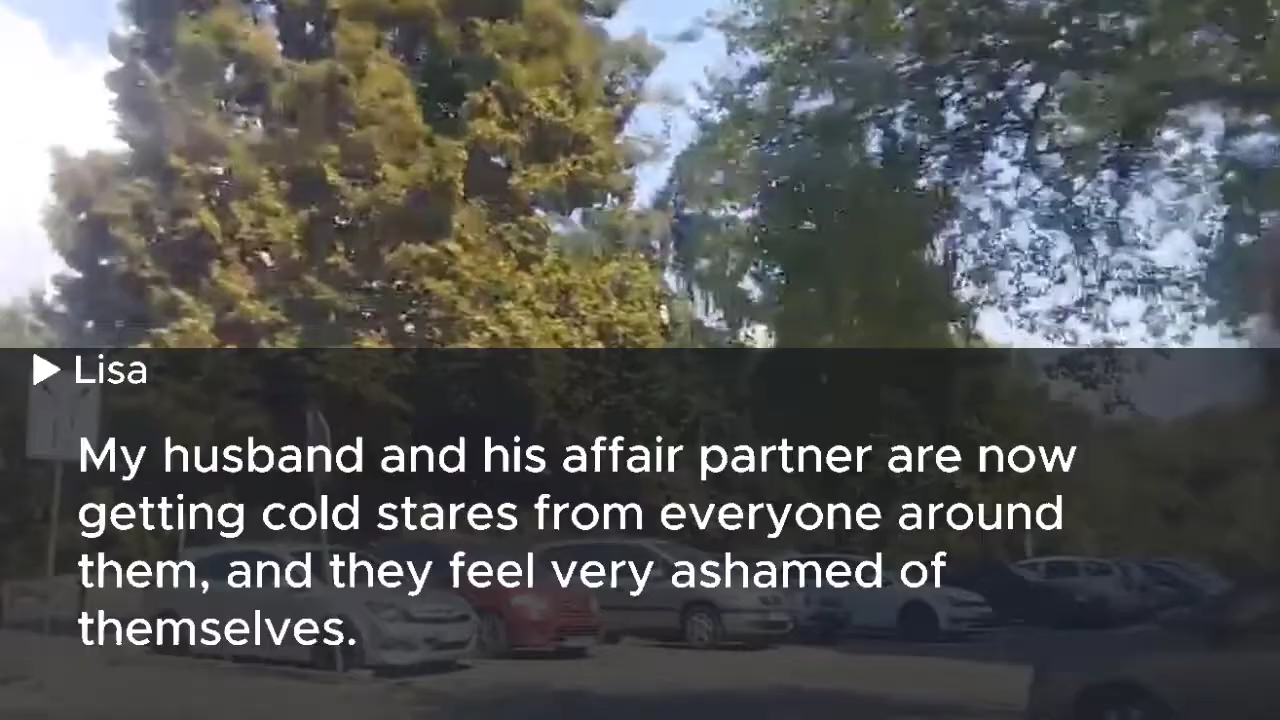 Lisa
My husband and his affair partner are now
getting cold stares from everyone around
them, and they feel very ashamed of
themselves.